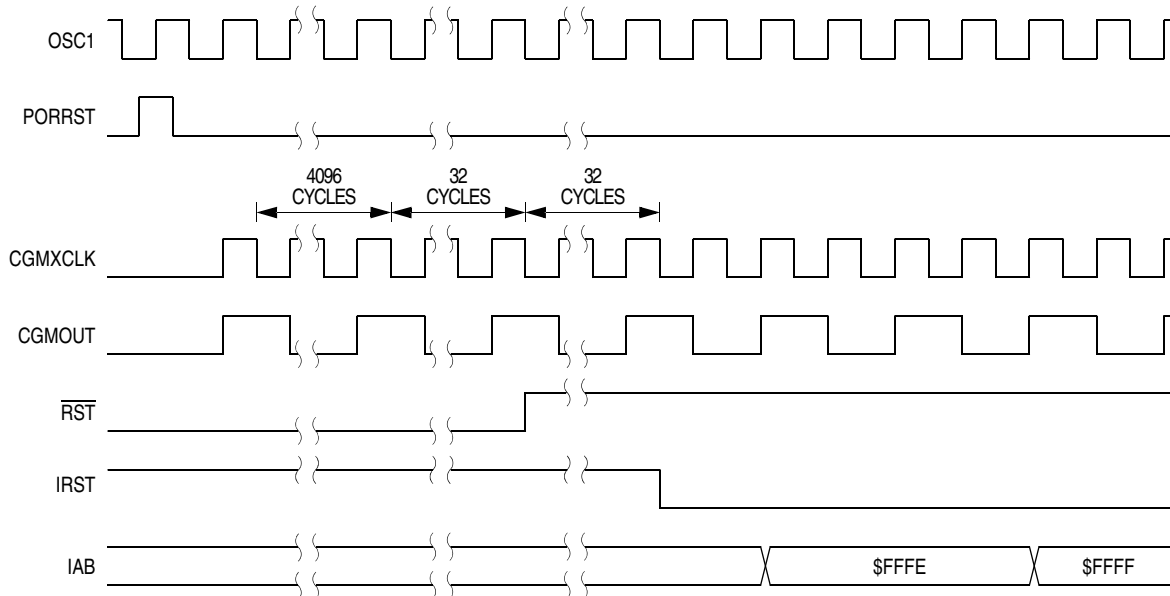 OSC1
PORRST
4096
CYCLES
32
CYCLES
32
CYCLES
CGMXCLK
CGMOUT
RST
IRST
IAB
$FFFE
$FFFF